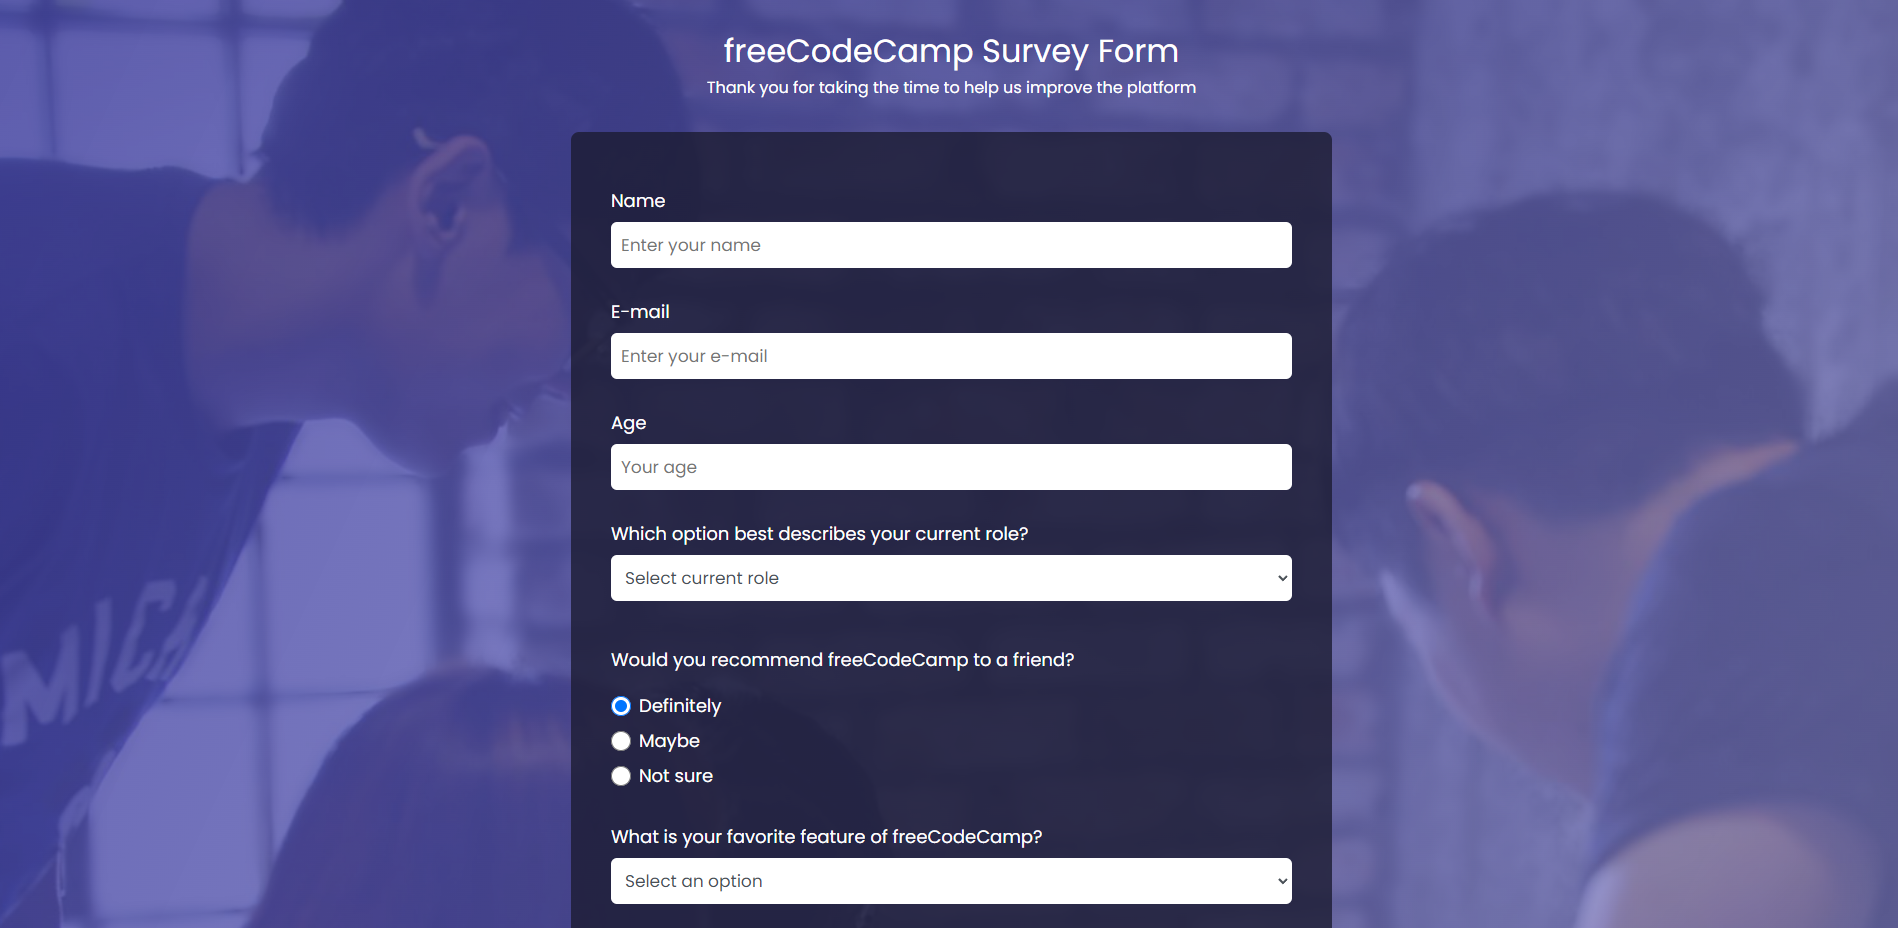 freeCodeCamp Survey Form
Thank you for taking the time to help us improve the platform
Name
Enter your name
E-mail
Enter your e-mail
Age
Your age
Which option best describes your current role?
Select current role
Would you recommend freeCodeCamp to a friend?
Definitely
Maybe
Not sure
What is your favorite feature of freeCodeCamp?
Select an option